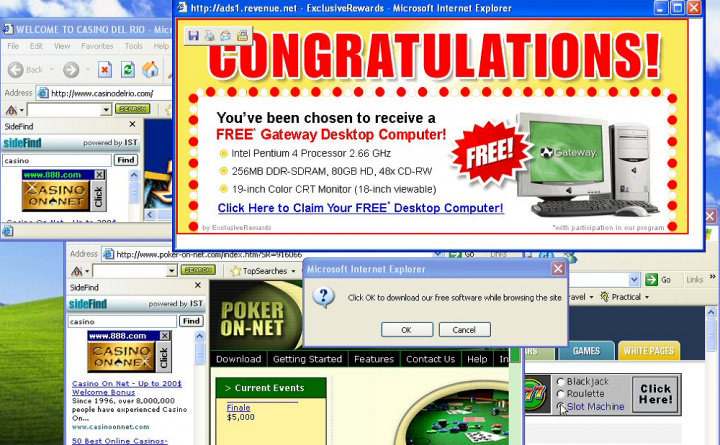 http://ads1.revenue.net - ExclusiveRewards - Microsoft Internet Explorer
WELCOME TO CASINO DEL RIO - Micr
File Edit View Favorites Tools Help
Back
Address http://www.casinodelrio.com/
SEARCH
SideFind
sideFind powered by IST
casino Find
www.888.com
CASINO
ON NET
Click
Casino On Net - Up to 200$
CONGRATULATIONS!
You've been chosen to receive a
FREE* Gateway Desktop Computer!
Intel Pentium 4 Processor 2.66 GHz
256MB DDR-SDRAM, 80GB HD, 48x CD-RW
19-inch Color CRT Monitor (18-inch viewable)
Click Here to Claim Your FREE* Desktop Computer!
FREE!
Gateway.
by ExclusiveRewards
*with participation in our program
Address http://www.poker-on-net.com/index.htm?SR=916066
Go Links
SEARCH TopSearches
SideFind
sideFind powered by IST
casino Find
www.888.com
CASINO
ON NET
Click
Casino On Net - Up to 200$
Welcome Bonus
Since 1996, over 8,000,000
people have experienced Casino
On...
www.casinoonnet.com
50 Best Online Casinos-
POKER
ON-NET
Download Getting Started Features Contact Us Help In
> Current Events
Finale
$5,000
Microsoft Internet Explorer
Click OK to download our free software while browsing the site
OK Cancel
Go Links
ravel Practical
GAMES WHITE PAGES
Blackjack
Roulette
Slot Machine
Click
Here!